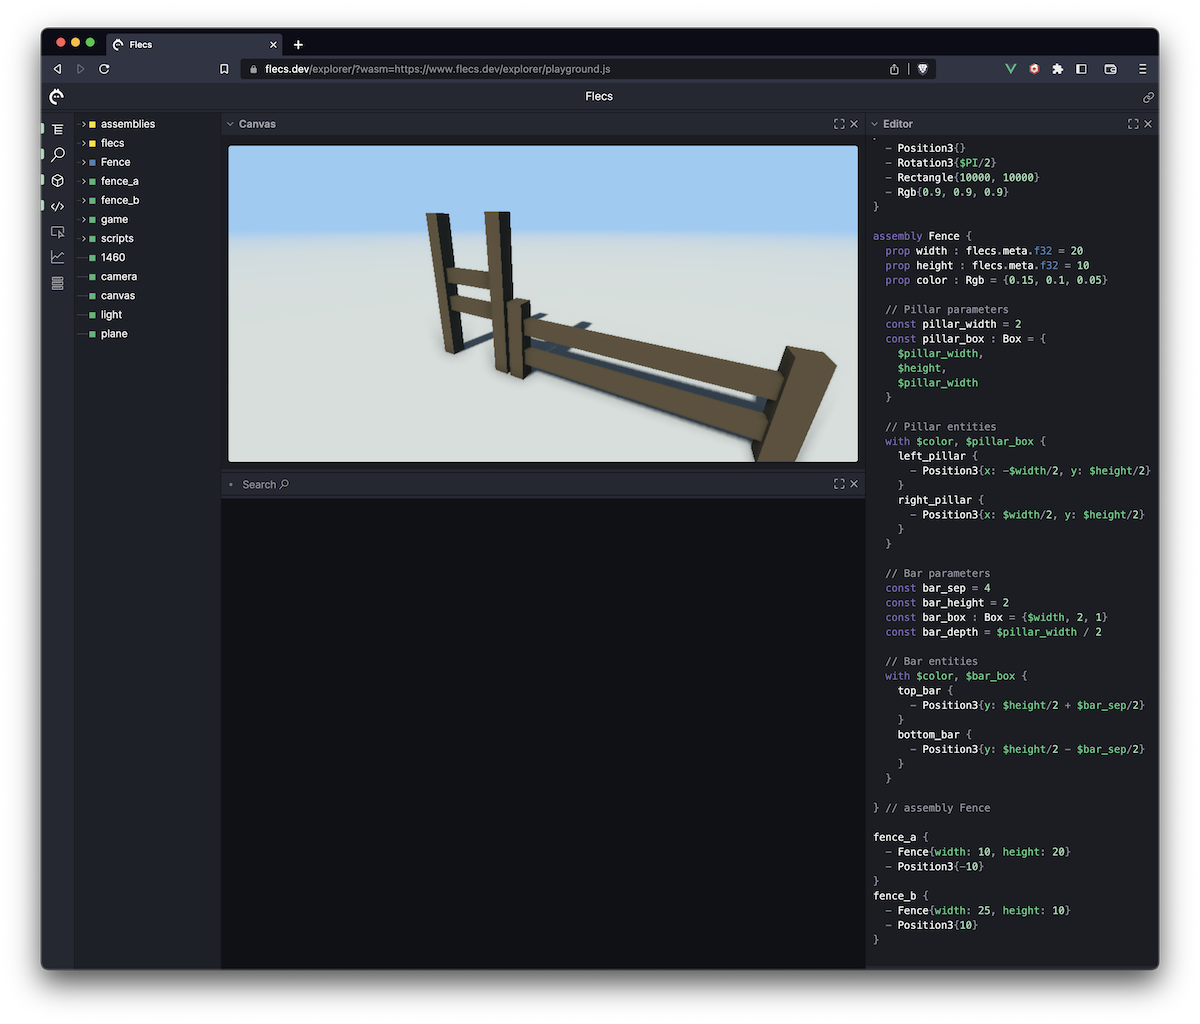 Flecs
flecs.dev/explorer/?wasm=https://www.flecs.dev/explorer/playground.js
Flecs
assemblies
flecs
Fence
fence_a
fence_b
game
scripts
1460
camera
canvas
light
plane
Canvas
Search
Editor
- Position3{}
- Rotation3{$PI/2}
- Rectangle{10000, 10000}
- Rgb{0.9, 0.9, 0.9}
}
assembly Fence {
prop width : flecs.meta.f32 = 20
prop height : flecs.meta.f32 = 10
prop color : Rgb = {0.15, 0.1, 0.05}
// Pillar parameters
const pillar_width = 2
const pillar_box : Box = {
$pillar_width,
$height,
$pillar_width
}
// Pillar entities
with $color, $pillar_box {
left_pillar {
- Position3{x: -$width/2, y: $height/2}
}
right_pillar {
- Position3{x: $width/2, y: $height/2}
}
}
// Bar parameters
const bar_sep = 4
const bar_height = 2
const bar_box : Box = {$width, 2, 1}
const bar_depth = $pillar_width / 2
// Bar entities
with $color, $bar_box {
top_bar {
- Position3{y: $height/2 + $bar_sep/2}
}
bottom_bar {
- Position3{y: $height/2 - $bar_sep/2}
}
}
} // assembly Fence
fence_a {
- Fence{width: 10, height: 20}
- Position3{-10}
}
fence_b {
- Fence{width: 25, height: 10}
- Position3{10}
}